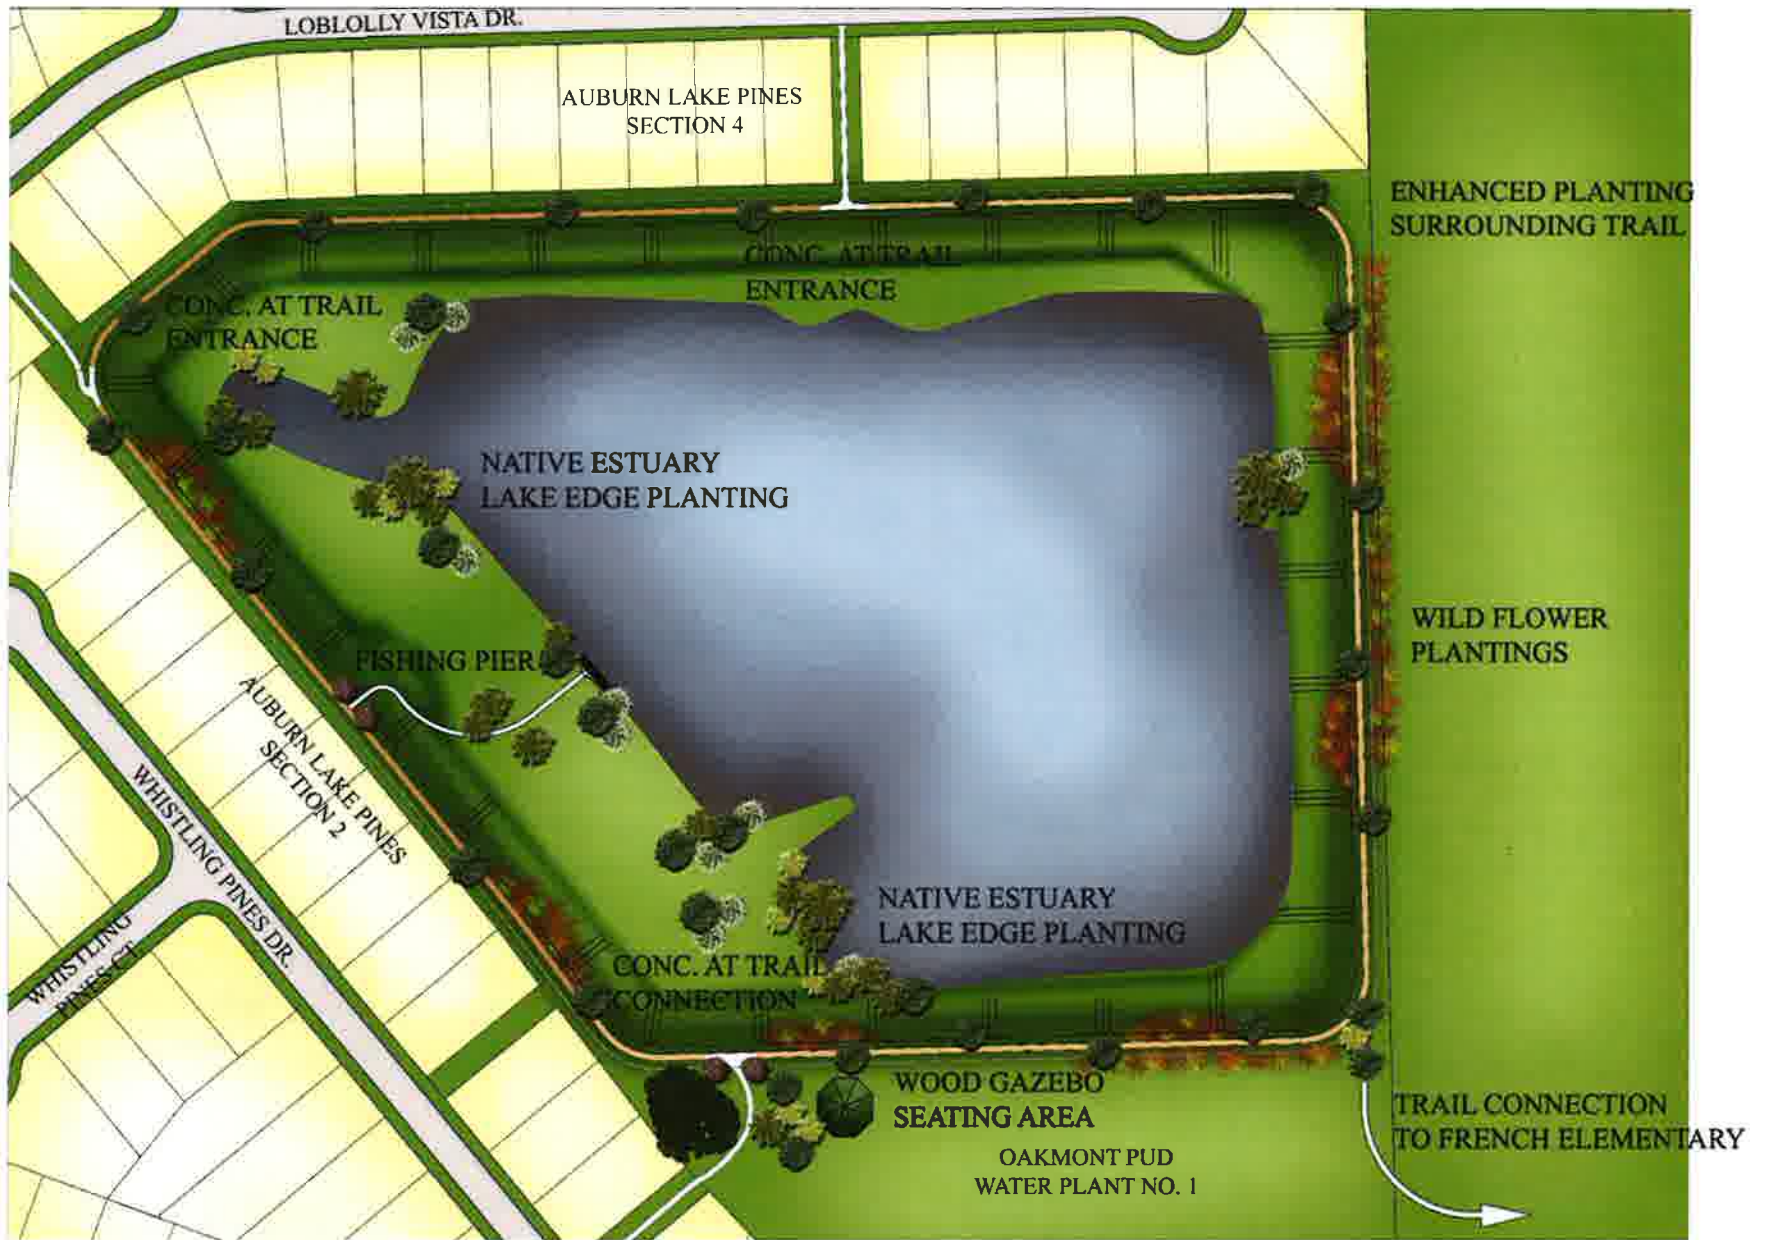 LOBLOLLY VISTA DR.
AUBURN LAKE PINES
SECTION 4
ENHANCED PLANTING
SURROUNDING TRAIL
CONC. AT TRAIL
ENTRANCE
CONC. AT TRAIL
ENTRANCE
NATIVE ESTUARY
LAKE EDGE PLANTING
WILD FLOWER
PLANTINGS
FISHING PIER
AUBURN LAKE PINES
SECTION 2
WHISTLING PINES DR.
WHISTLING
PINES CT.
NATIVE ESTUARY
LAKE EDGE PLANTING
CONC. AT TRAIL
CONNECTION
WOOD GAZEBO
SEATING AREA
OAKMONT PUD
WATER PLANT NO. 1
TRAIL CONNECTION
TO FRENCH ELEMENTARY